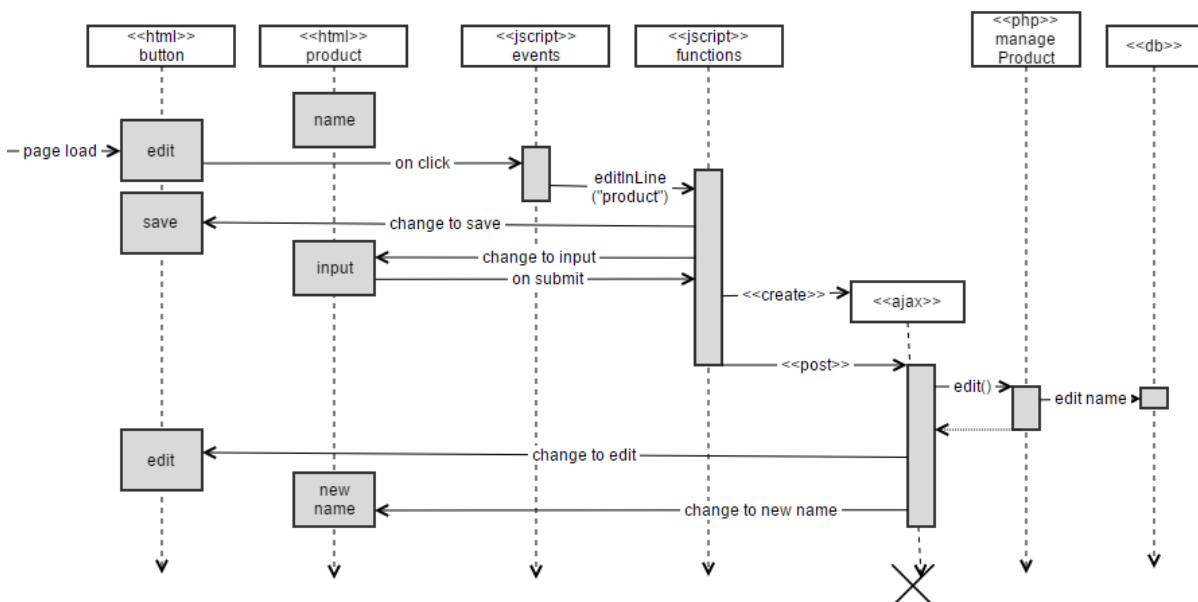 <<html>>
button
<<html>>
product
<<jscript>>
events
<<jscript>>
functions
<<php>>
manage
Product
<<db>>
name
page load
edit
on click
editInLine
("product")
save
change to save
change to input
input
on submit
<<create>>
<<ajax>>
<<post>>
edit()
edit name
edit
change to edit
new
name
change to new name